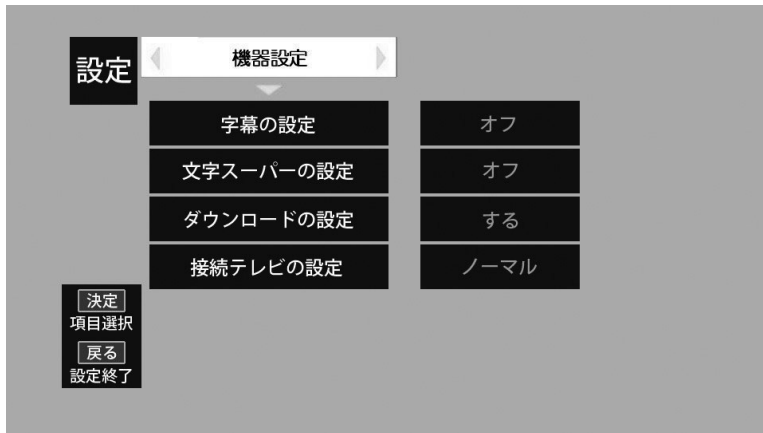 設定
機器設定
字幕の設定 オフ
文字スーパーの設定 オフ
ダウンロードの設定 する
接続テレビの設定 ノーマル
決定
項目選択
戻る
設定終了